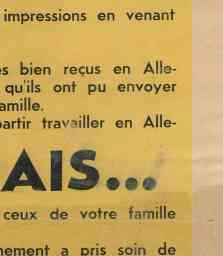 impressions en venant
s bien reçus en Alle-
qu'ils ont pu envoyer
amille.
partir travailler en Alle-
AIS...
ceux de votre famille
nement a pris soin de